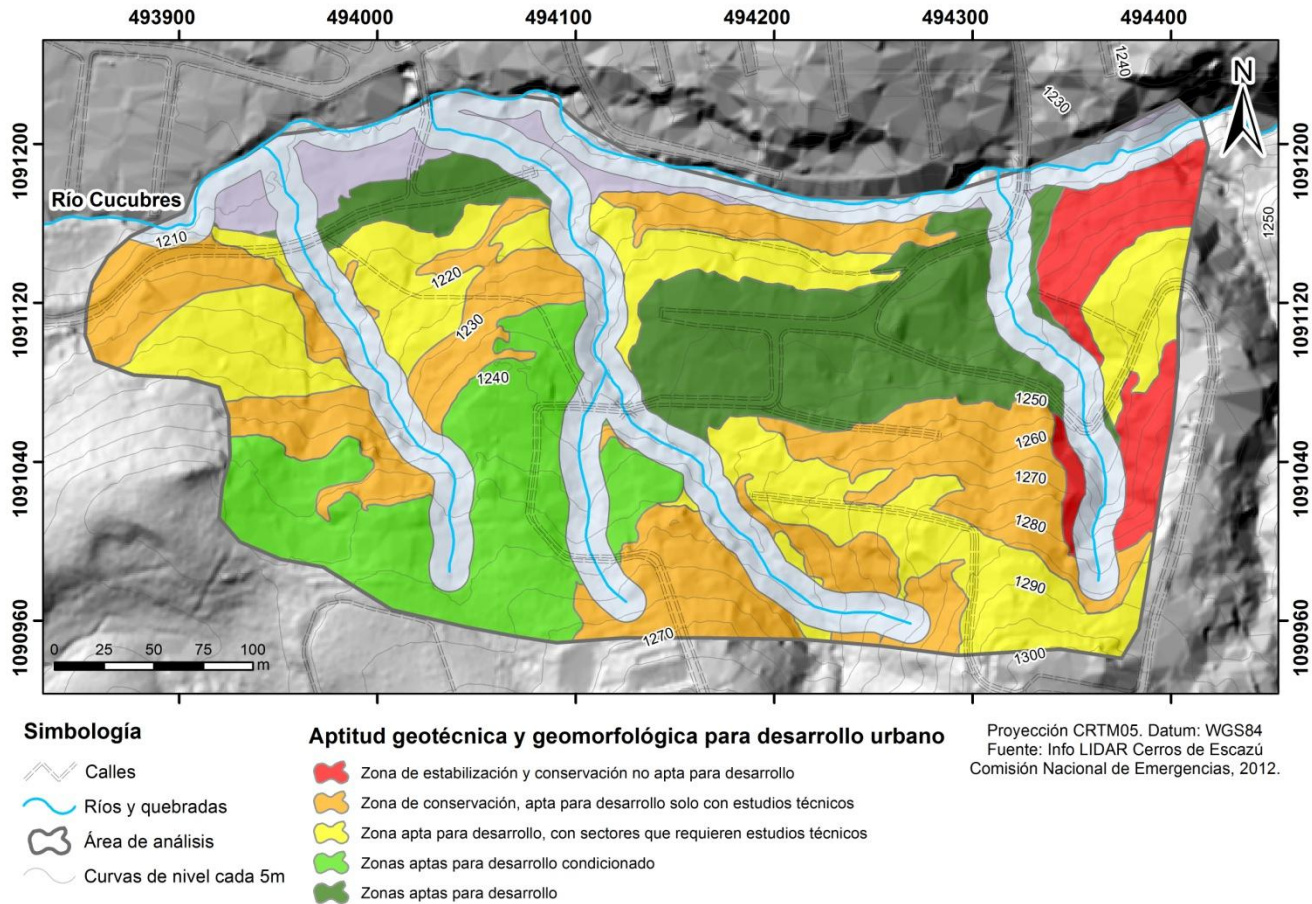 493900 494000 494100 494200 494300 494400
1091200 1091200
1091120 1091120
1091040 1091040
1090960 1090960
1240
1230
N
1250
Río Cucubres
1210
1220
1230
1240
1250
1260
1270
1280
1290
1270
1300
0 25 50 75 100
m
Simbología
Calles
Ríos y quebradas
Área de análisis
Curvas de nivel cada 5m
Aptitud geotécnica y geomorfológica para desarrollo urbano
Zona de estabilización y conservación no apta para desarrollo
Zona de conservación, apta para desarrollo solo con estudios técnicos
Zona apta para desarrollo, con sectores que requieren estudios técnicos
Zonas aptas para desarrollo condicionado
Zonas aptas para desarrollo
Proyección CRTM05. Datum: WGS84
Fuente: Info LIDAR Cerros de Escazú
Comisión Nacional de Emergencias, 2012.